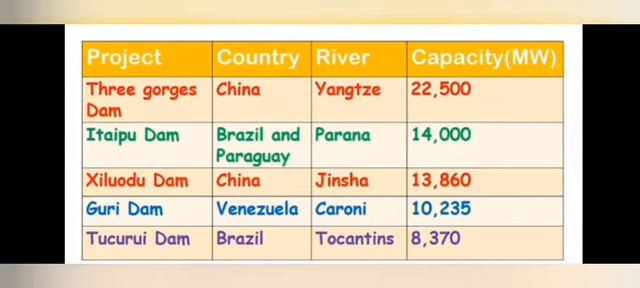 Project Country River Capacity(MW)
Three gorges Dam China Yangtze 22,500
Itaipu Dam Brazil and Paraguay Parana 14,000
Xiluodu Dam China Jinsha 13,860
Guri Dam Venezuela Caroni 10,235
Tucurui Dam Brazil Tocantins 8,370